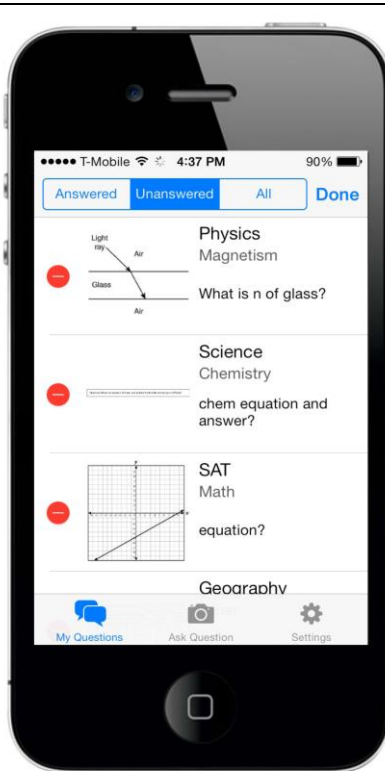 T-Mobile 4:37 PM 90%
Answered Unanswered All Done
Light
ray
Air
Glass
Air
Physics
Magnetism
What is n of glass?
Science
Chemistry
chem equation and
answer?
SAT
Math
equation?
Geography
My Questions Ask Question Settings